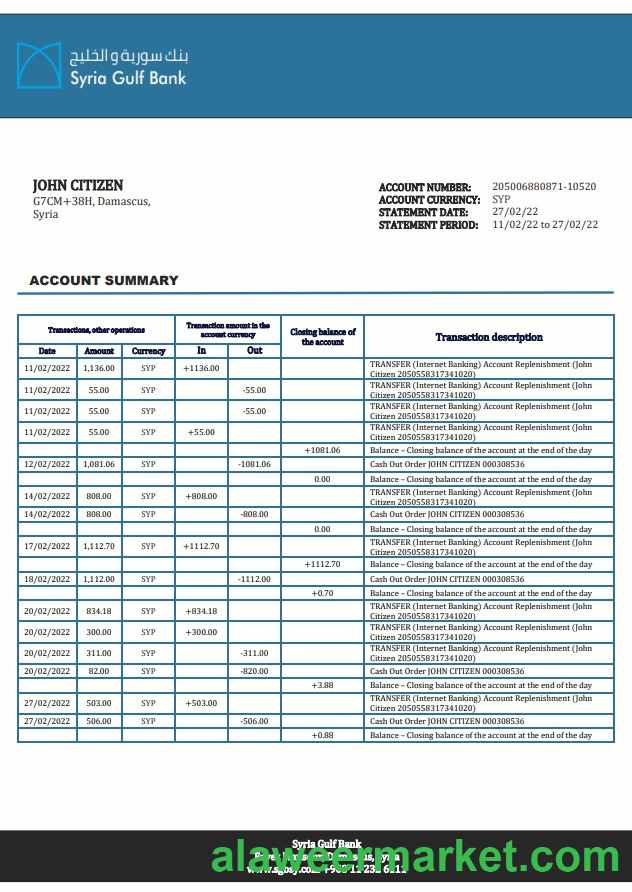 بنك سورية والخليج
Syria Gulf Bank
JOHN CITIZEN
G7CM+38H, Damascus,
Syria
ACCOUNT NUMBER: 205006880871-10520
ACCOUNT CURRENCY: SYP
STATEMENT DATE: 27/02/22
STATEMENT PERIOD: 11/02/22 to 27/02/22
ACCOUNT SUMMARY
Transactions, other operations
Transaction amount in the
account currency
Closing balance of
the account
Transaction description
Date Amount Currency In Out
11/02/2022 1,136.00 SYP +1136.00 TRANSFER (Internet Banking) Account Replenishment (John
Citizen 2050558317341020)
11/02/2022 55.00 SYP -55.00 TRANSFER (Internet Banking) Account Replenishment (John
Citizen 2050558317341020)
11/02/2022 55.00 SYP -55.00 TRANSFER (Internet Banking) Account Replenishment (John
Citizen 2050558317341020)
11/02/2022 55.00 SYP +55.00 TRANSFER (Internet Banking) Account Replenishment (John
Citizen 2050558317341020)
+1081.06 Balance – Closing balance of the account at the end of the day
12/02/2022 1,081.06 SYP -1081.06 Cash Out Order JOHN CITIZEN 000308536
0.00 Balance – Closing balance of the account at the end of the day
14/02/2022 808.00 SYP +808.00 TRANSFER (Internet Banking) Account Replenishment (John
Citizen 2050558317341020)
14/02/2022 808.00 SYP -808.00 Cash Out Order JOHN CITIZEN 000308536
0.00 Balance – Closing balance of the account at the end of the day
17/02/2022 1,112.70 SYP +1112.70 TRANSFER (Internet Banking) Account Replenishment (John
Citizen 2050558317341020)
+1112.70 Balance – Closing balance of the account at the end of the day
18/02/2022 1,112.00 SYP -1112.00 Cash Out Order JOHN CITIZEN 000308536
+0.70 Balance – Closing balance of the account at the end of the day
20/02/2022 834.18 SYP +834.18 TRANSFER (Internet Banking) Account Replenishment (John
Citizen 2050558317341020)
20/02/2022 300.00 SYP +300.00 TRANSFER (Internet Banking) Account Replenishment (John
Citizen 2050558317341020)
20/02/2022 311.00 SYP -311.00 TRANSFER (Internet Banking) Account Replenishment (John
Citizen 2050558317341020)
20/02/2022 82.00 SYP -820.00 Cash Out Order JOHN CITIZEN 000308536
+3.88 Balance – Closing balance of the account at the end of the day
27/02/2022 503.00 SYP +503.00 TRANSFER (Internet Banking) Account Replenishment (John
Citizen 2050558317341020)
27/02/2022 506.00 SYP -506.00 Cash Out Order JOHN CITIZEN 000308536
+0.88 Balance – Closing balance of the account at the end of the day
Syria Gulf Bank
Damascus, Syria
alaweermarket.com